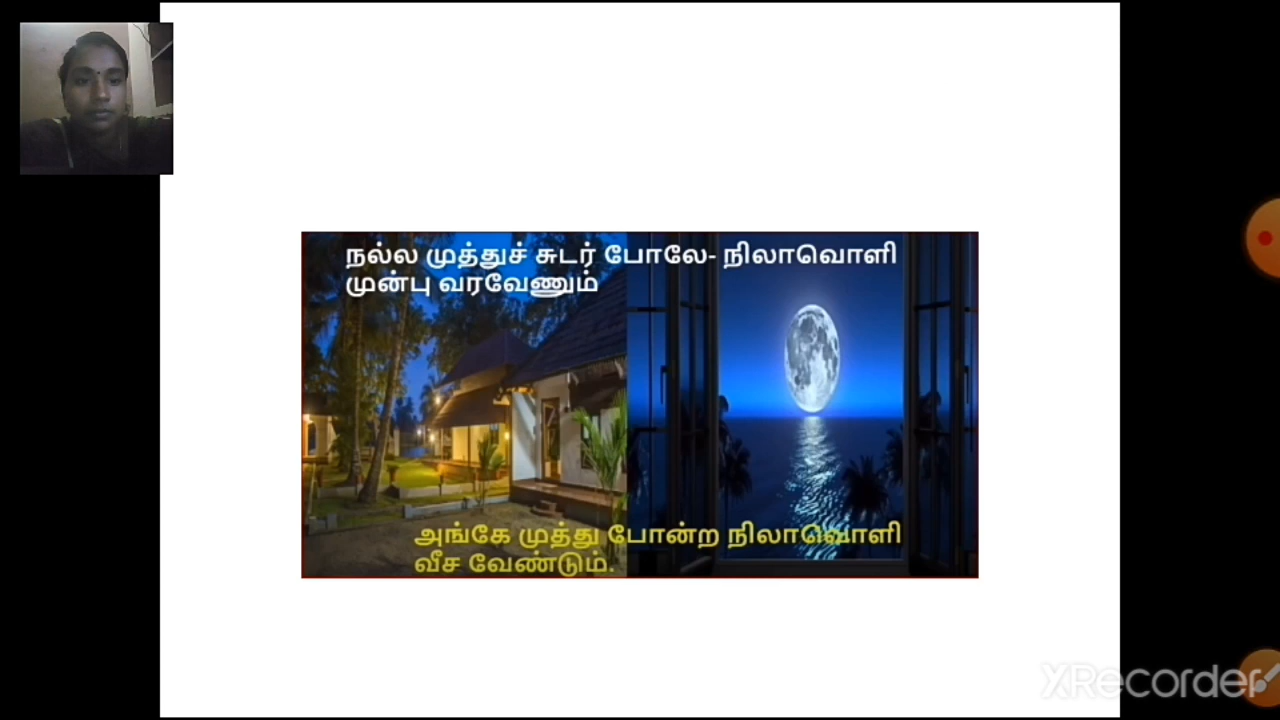 நல்ல முத்துச் சுடர் போலே- நிலாவொளி
முன்பு வரவேணும்
அங்கே முத்து போன்ற நிலாவொளி
வீச வேண்டும்.
XRecorder